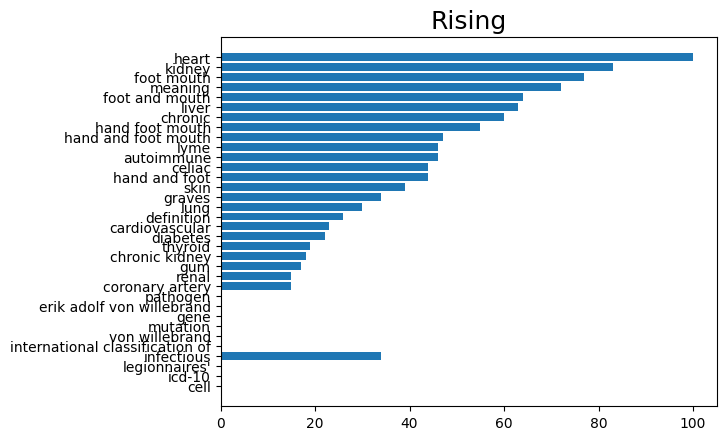 Rising
heart
kidney
foot mouth
meaning
foot and mouth
liver
chronic
hand foot mouth
hand and foot mouth
lyme
autoimmune
celiac
hand and foot
skin
graves
lung
definition
cardiovascular
diabetes
thyroid
chronic kidney
gum
renal
coronary artery
pathogen
erik adolf von willebrand
gene
mutation
von willebrand
international classification of
infectious
legionnaires'
icd-10
cell
0 20 40 60 80 100